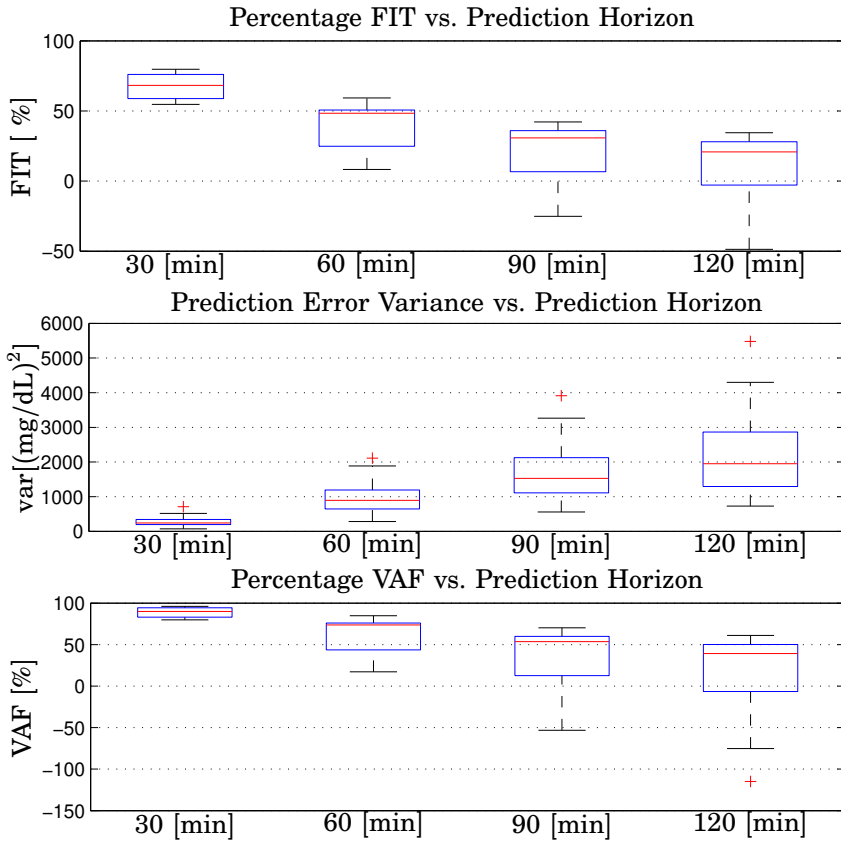 Percentage FIT vs. Prediction Horizon
FIT [ %]
100
50
0
−50
30 [min] 60 [min] 90 [min] 120 [min]
Prediction Error Variance vs. Prediction Horizon
var[(mg/dL)²]
6000
5000
4000
3000
2000
1000
0
30 [min] 60 [min] 90 [min] 120 [min]
Percentage VAF vs. Prediction Horizon
VAF [%]
100
50
0
−50
−100
−150
30 [min] 60 [min] 90 [min] 120 [min]